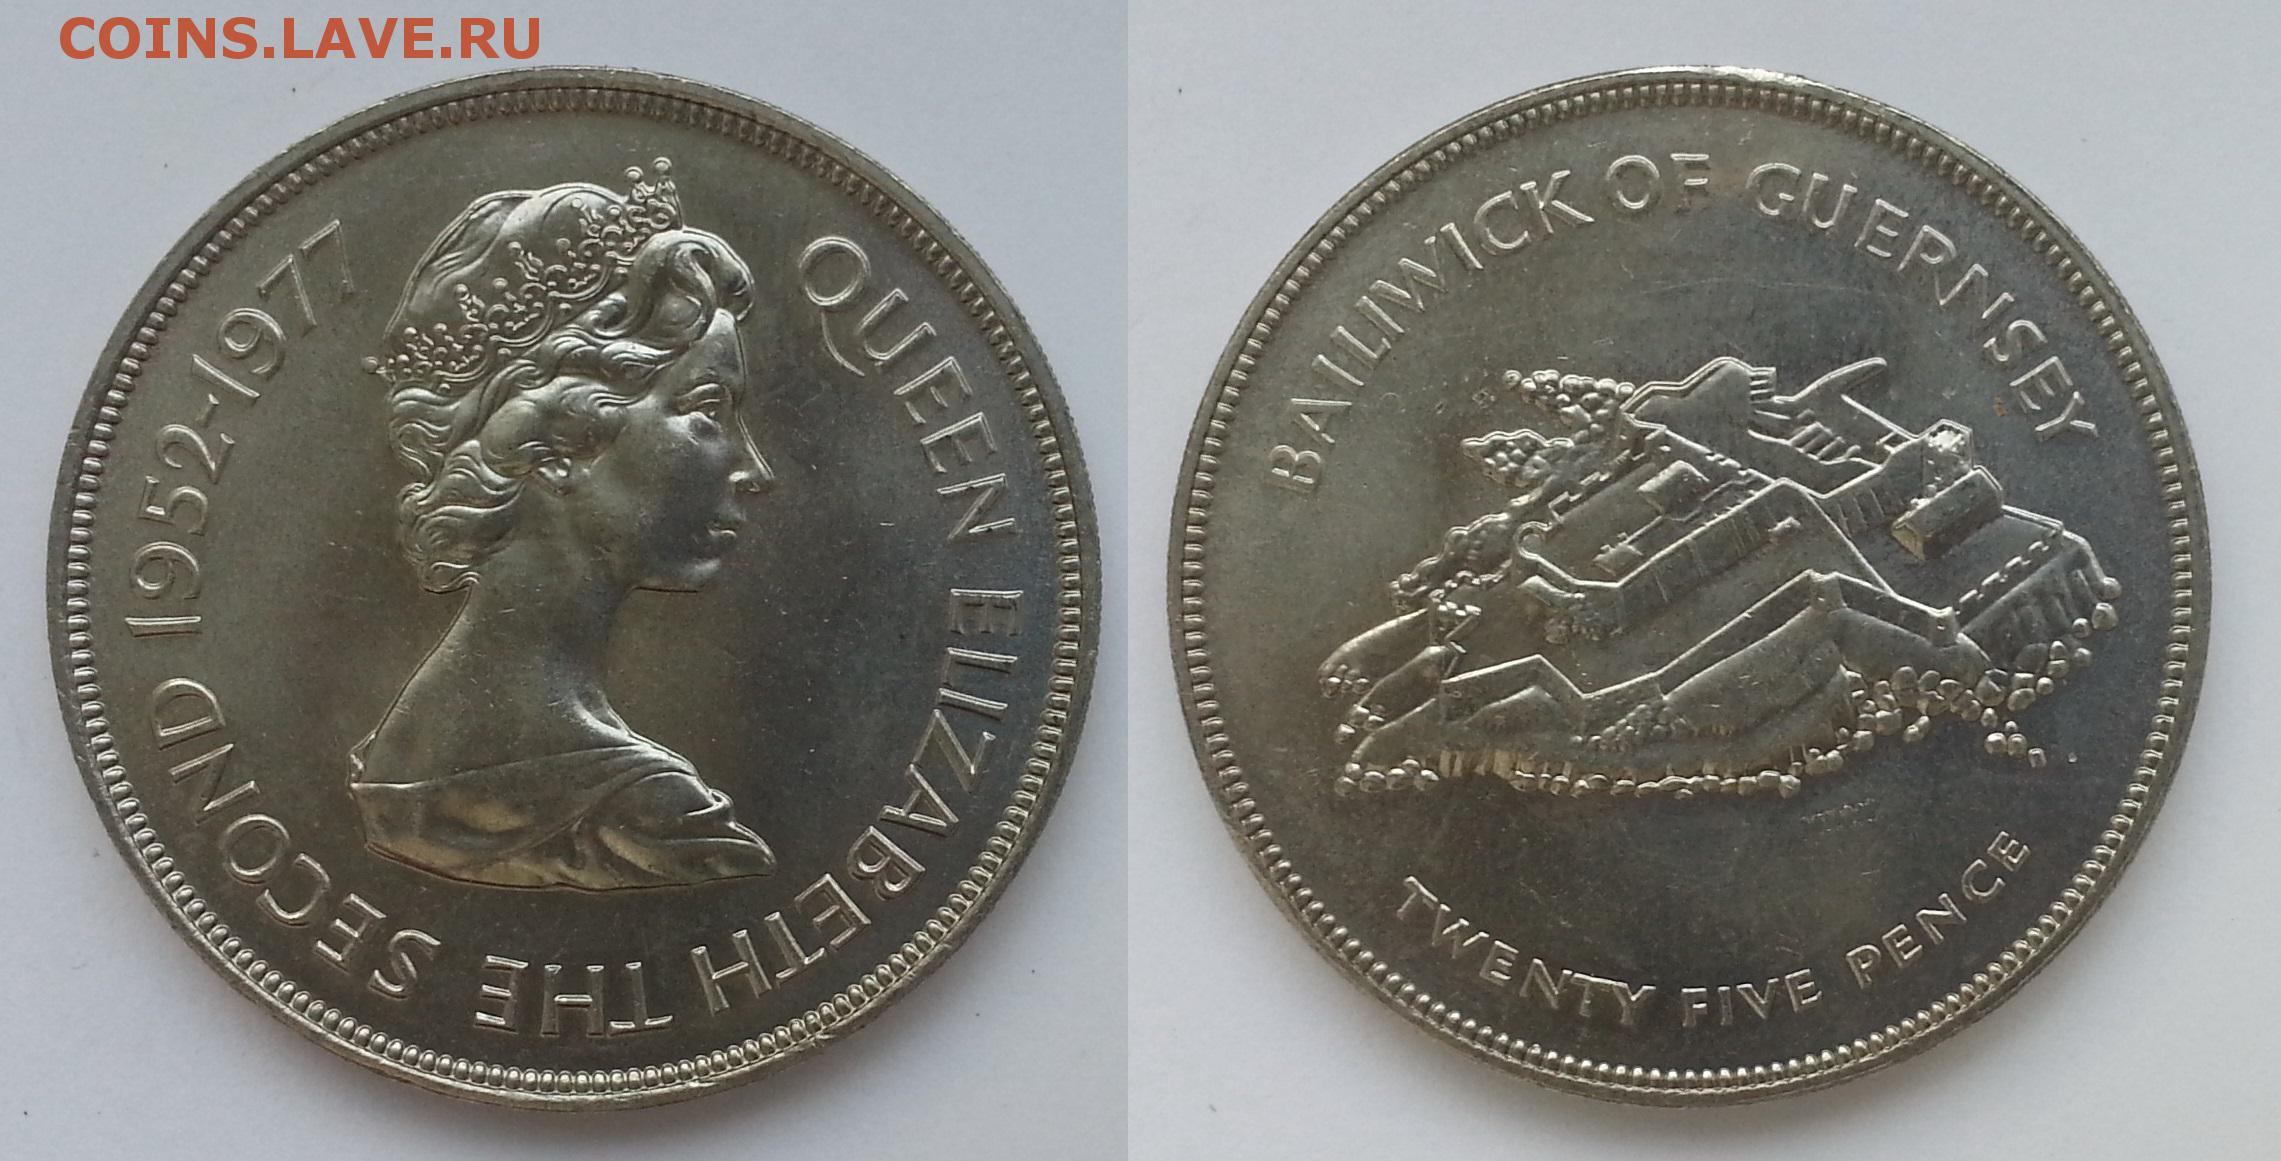 COINS.LAVE.RU
QUEEN ELIZABETH THE SECOND 1952-1977
BAILIWICK OF GUERNSEY
TWENTY FIVE PENCE